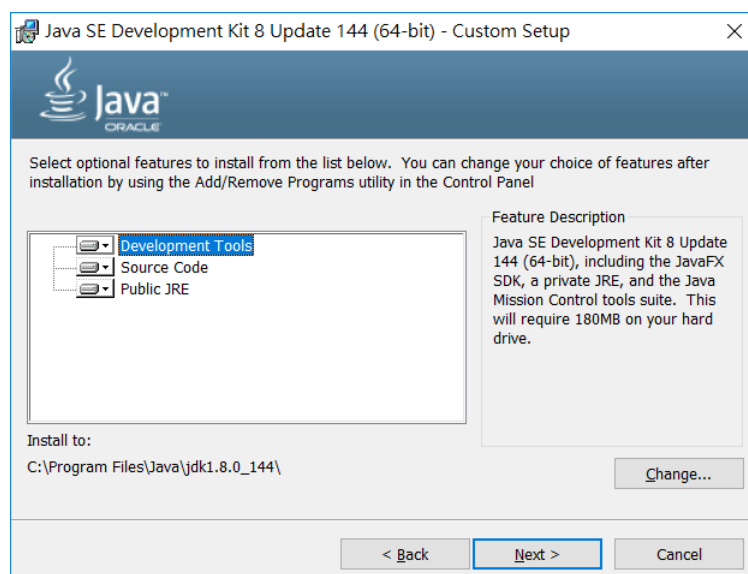 Java SE Development Kit 8 Update 144 (64-bit) - Custom Setup
Java™
ORACLE
Select optional features to install from the list below.  You can change your choice of features after
installation by using the Add/Remove Programs utility in the Control Panel
Development Tools
Source Code
Public JRE
Feature Description
Java SE Development Kit 8 Update
144 (64-bit), including the JavaFX
SDK, a private JRE, and the Java
Mission Control tools suite.  This
will require 180MB on your hard
drive.
Install to:
C:\Program Files\Java\jdk1.8.0_144\
Change...
< Back
Next >
Cancel